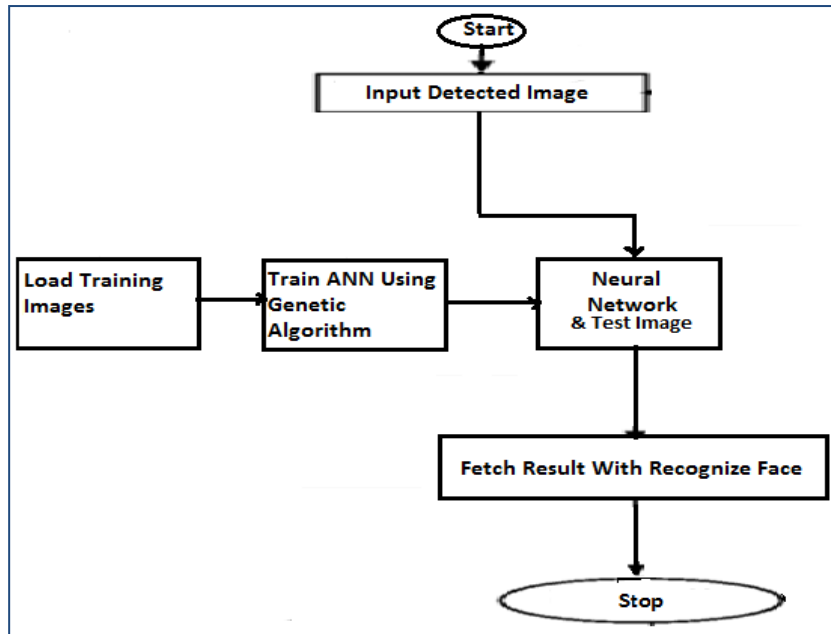 Start
Input Detected Image
Load Training
Images
Train ANN Using
Genetic
Algorithm
Neural
Network
& Test Image
Fetch Result With Recognize Face
Stop